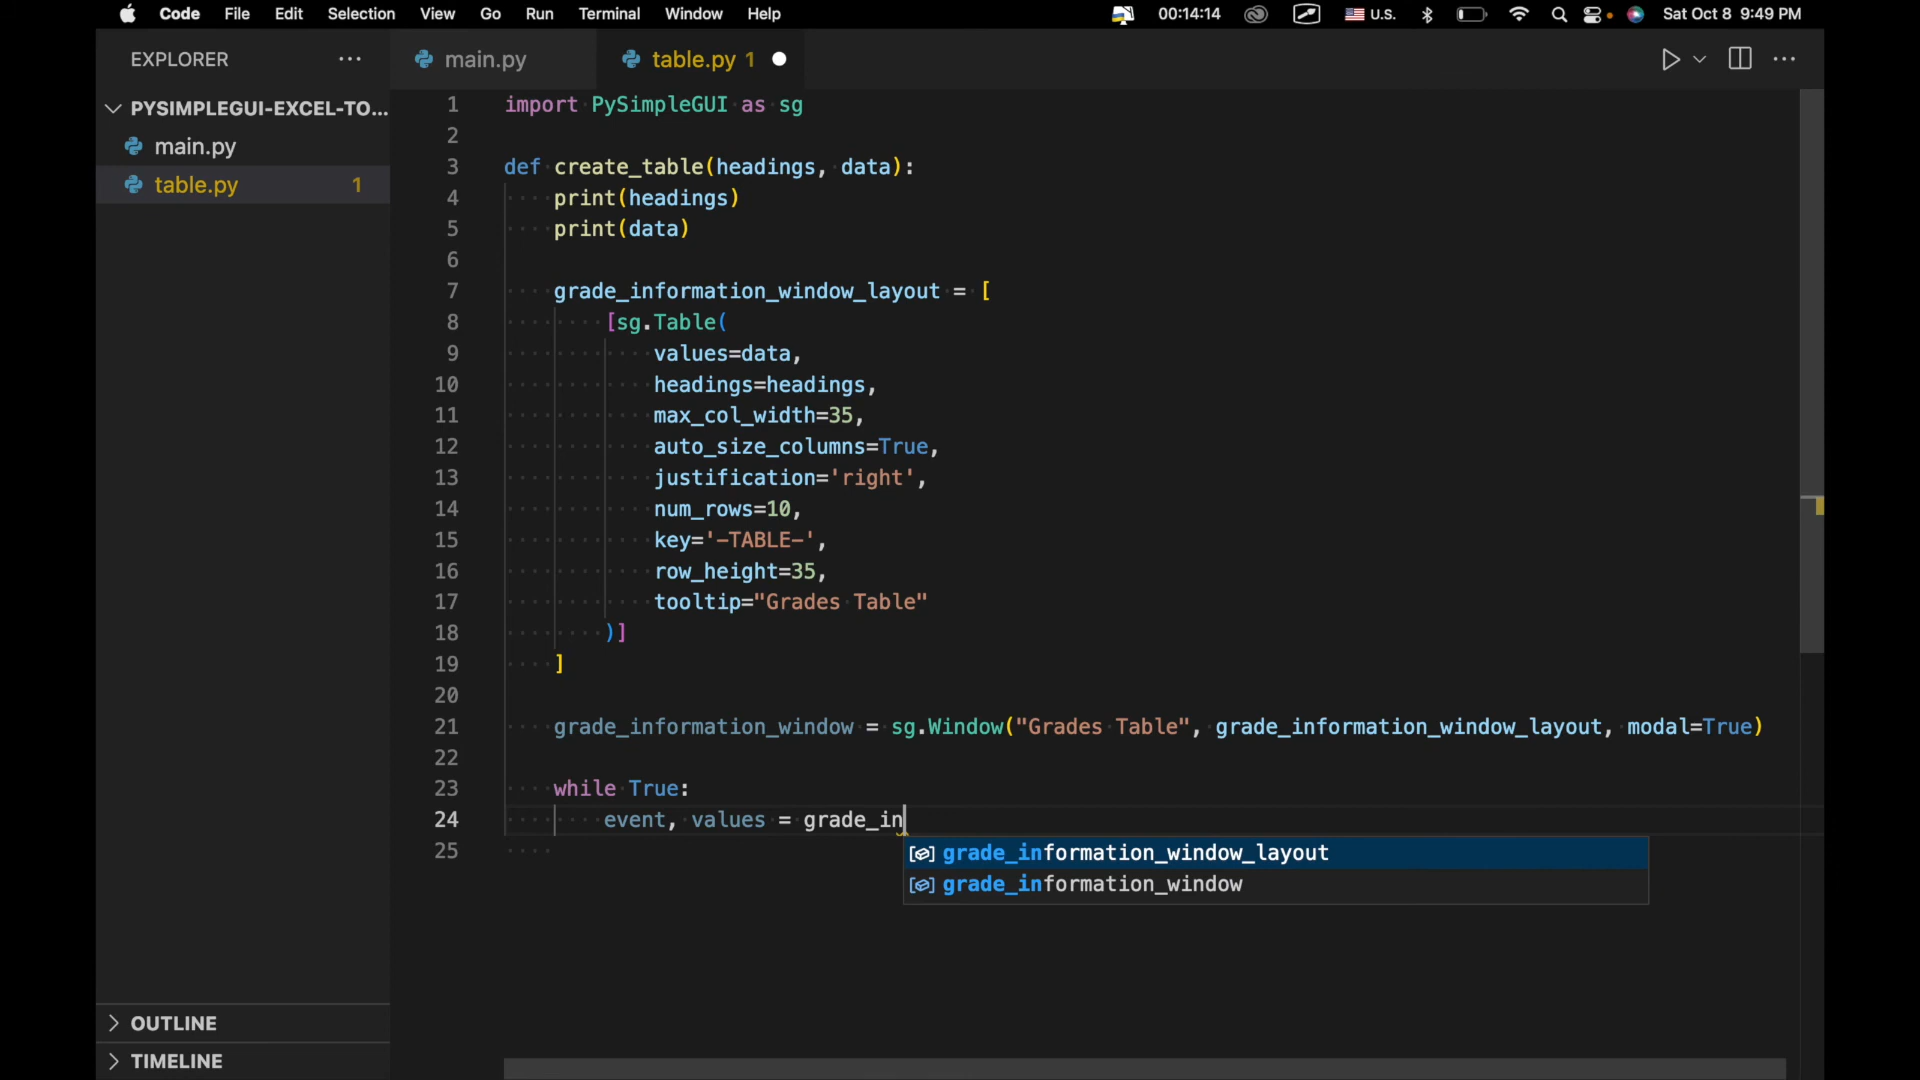 Code File Edit Selection View Go Run Terminal Window Help 00:14:14 U.S. Sat Oct 8 9:49 PM
EXPLORER ··· main.py table.py 1 ···
PYSIMPLEGUI-EXCEL-TO...
main.py
table.py 1
1 import PySimpleGUI as sg
2
3 def create_table(headings, data):
4 print(headings)
5 print(data)
6
7 grade_information_window_layout = [
8 [sg.Table(
9 values=data,
10 headings=headings,
11 max_col_width=35,
12 auto_size_columns=True,
13 justification='right',
14 num_rows=10,
15 key='-TABLE-',
16 row_height=35,
17 tooltip="Grades Table"
18 )]
19 ]
20
21 grade_information_window = sg.Window("Grades Table", grade_information_window_layout, modal=True)
22
23 while True:
24 event, values = grade_in
25
grade_information_window_layout
grade_information_window
OUTLINE
TIMELINE